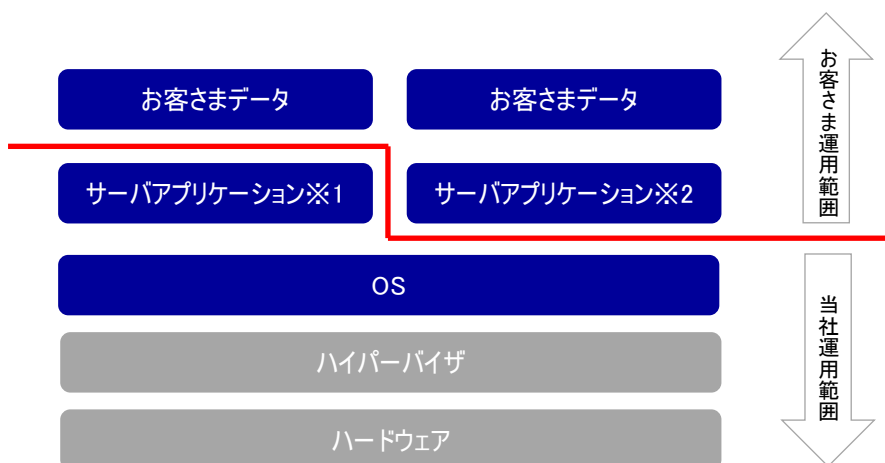 お客さまデータ
お客さまデータ
サーバアプリケーション※1
サーバアプリケーション※2
OS
ハイパーバイザ
ハードウェア
お客さま運用範囲
当社運用範囲